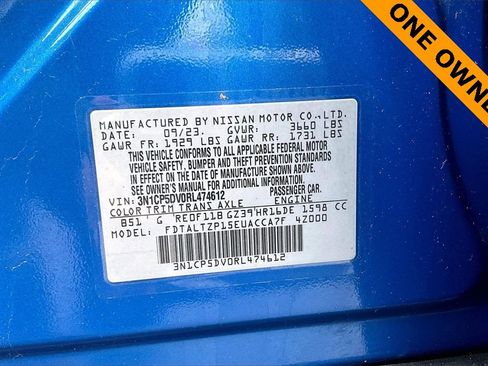 ONE OWNE
MANUFACTURED BY NISSAN MOTOR CO.,LTD.
DATE: 09/23. GVWR: 3660 LBS
GAWR FR: 1929 LBS GAWR RR: 1731 LBS
THIS VEHICLE CONFORMS TO ALL APPLICABLE FEDERAL MOTOR
VEHICLE SAFETY, BUMPER AND THEFT PREVENTION STANDARDS
IN EFFECT ON THE DATE OF MANUFACTURE SHOWN ABOVE.
SEE OWNER'S MANUAL FOR ADDITIONAL INFORMATION
VIN: 3N1CP5DV0RL474612 PASSENGER CAR.
COLOR TRIM TRANS AXLE ENGINE
B51 G RE0F11B GZ39 HR16DE 1598 CC
MODEL: FDTALTZP15EUACCA7F 4Z000
3N1CP5DV0RL474612